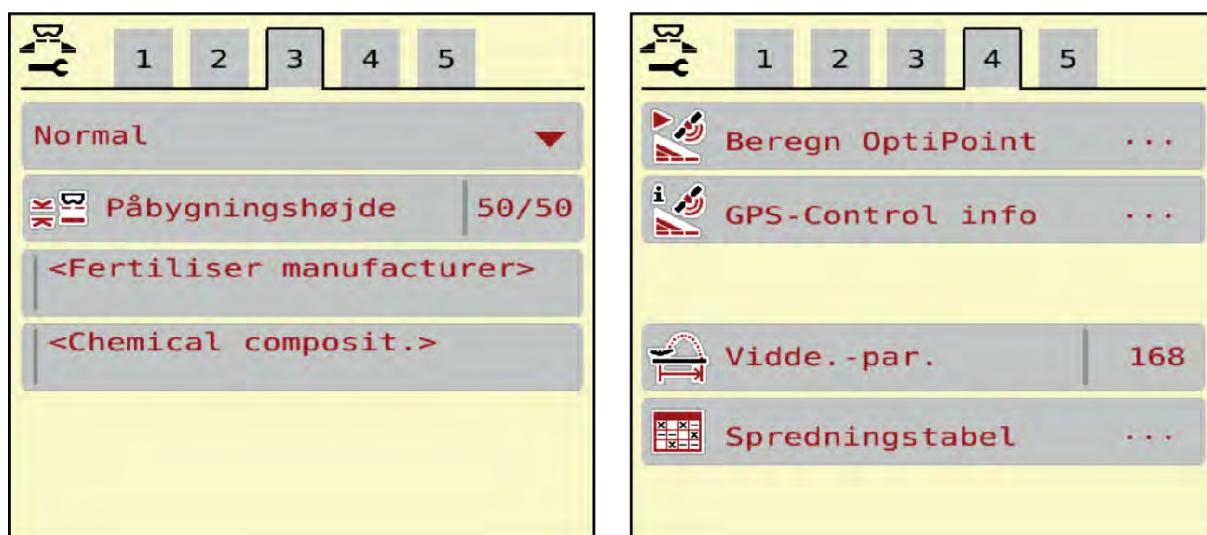 1 2 3 4 5
Normal
Påbygningshøjde 50/50
<Fertiliser manufacturer>
<Chemical composit.>
1 2 3 4 5
Beregn OptiPoint ...
i
GPS-Control info ...
Vidde.-par. 168
Spredningstabel ...